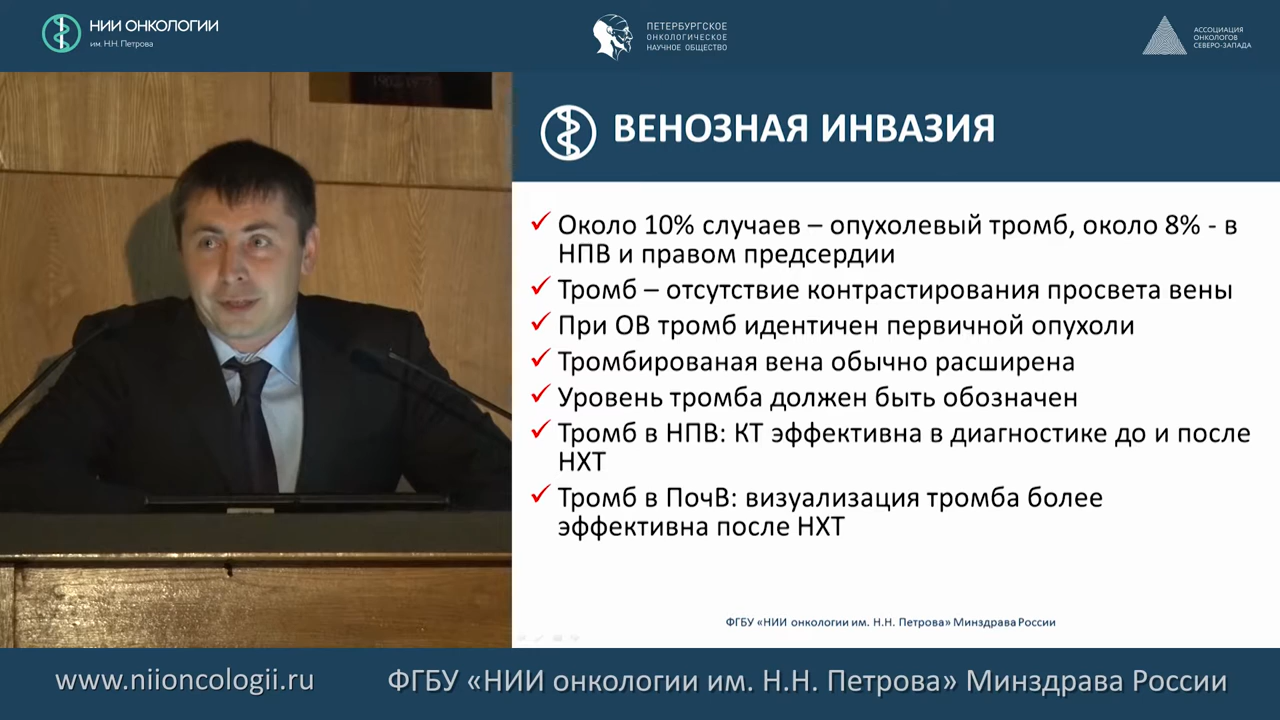 НИИ ОНКОЛОГИИ
им. Н.Н. Петрова
ПЕТЕРБУРГСКОЕ
ОНКОЛОГИЧЕСКОЕ
НАУЧНОЕ ОБЩЕСТВО
АССОЦИАЦИЯ
ОНКОЛОГОВ
СЕВЕРО-ЗАПАДА
ВЕНОЗНАЯ ИНВАЗИЯ
Около 10% случаев – опухолевый тромб, около 8% - в
НПВ и правом предсердии
Тромб – отсутствие контрастирования просвета вены
При ОВ тромб идентичен первичной опухоли
Тромбированая вена обычно расширена
Уровень тромба должен быть обозначен
Тромб в НПВ: КТ эффективна в диагностике до и после
НХТ
Тромб в ПочВ: визуализация тромба более
эффективна после НХТ
ФГБУ «НИИ онкологии им. Н.Н. Петрова» Минздрава России
www.niioncologii.ru
ФГБУ «НИИ онкологии им. Н.Н. Петрова» Минздрава России